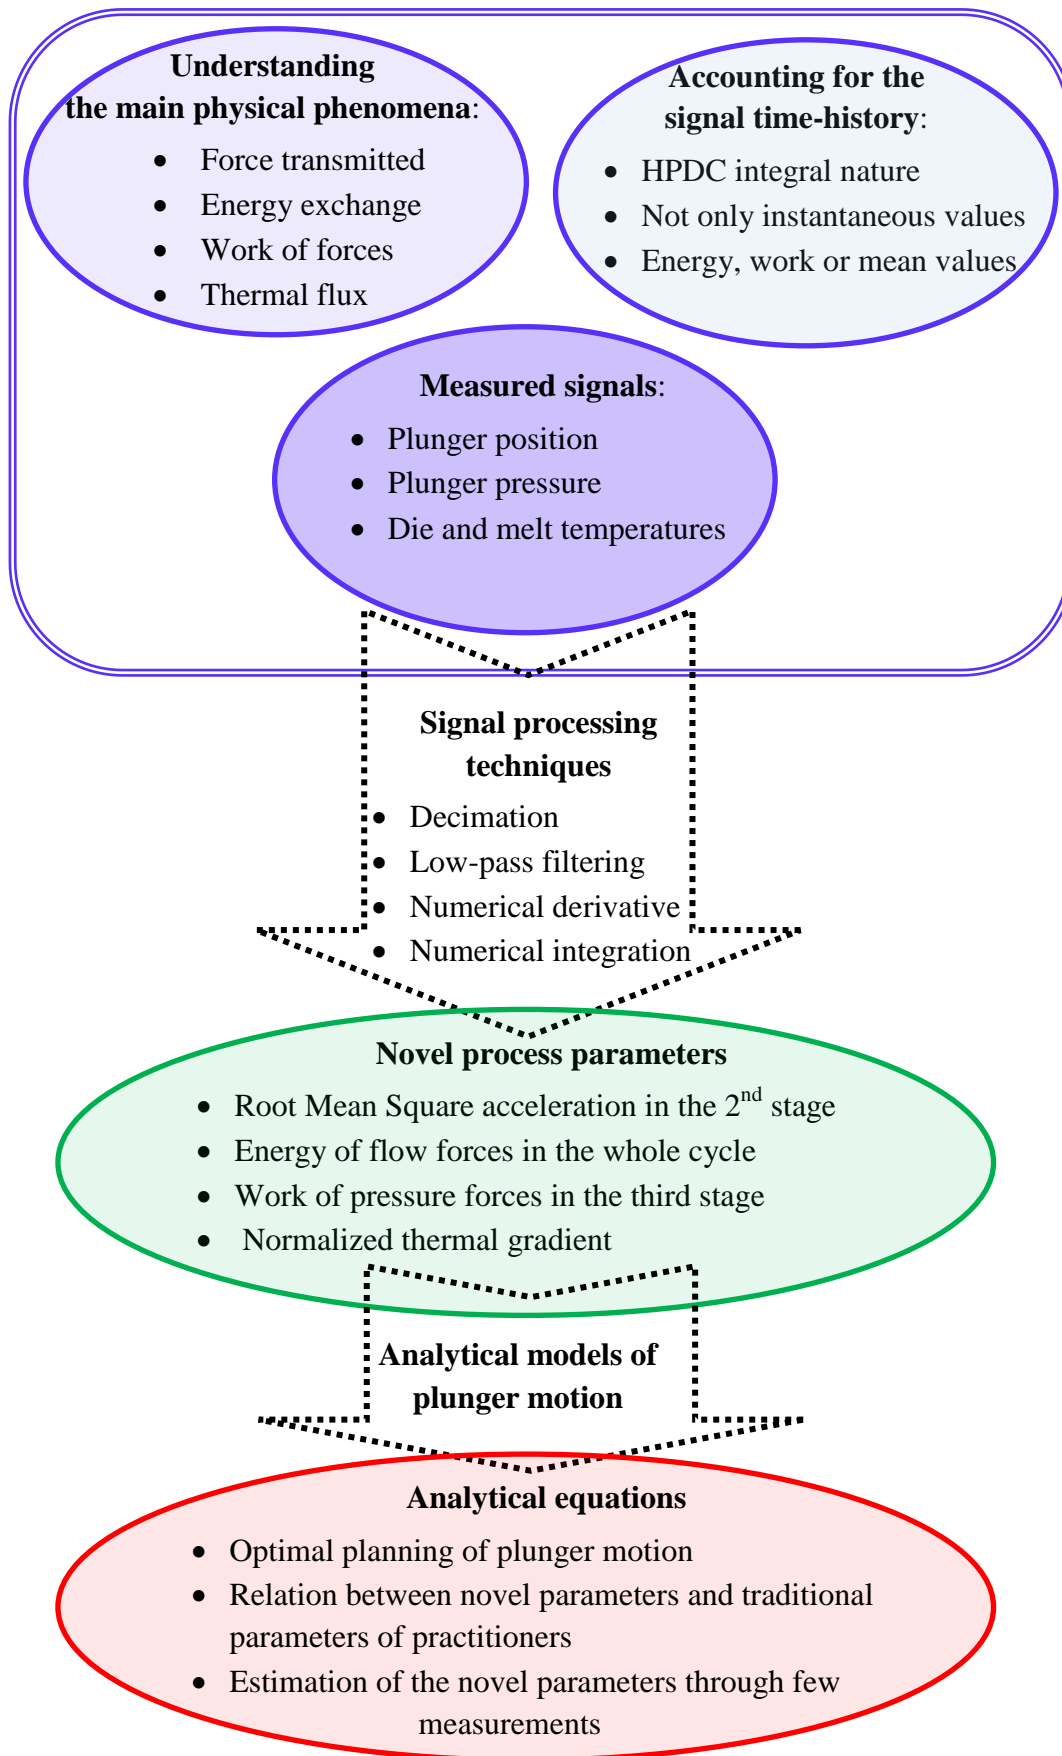 Understanding
the main physical phenomena:
• Force transmitted
• Energy exchange
• Work of forces
• Thermal flux
Accounting for the
signal time-history:
• HPDC integral nature
• Not only instantaneous values
• Energy, work or mean values
Measured signals:
• Plunger position
• Plunger pressure
• Die and melt temperatures
Signal processing
techniques
• Decimation
• Low-pass filtering
• Numerical derivative
• Numerical integration
Novel process parameters
• Root Mean Square acceleration in the 2nd stage
• Energy of flow forces in the whole cycle
• Work of pressure forces in the third stage
• Normalized thermal gradient
Analytical models of
plunger motion
Analytical equations
• Optimal planning of plunger motion
• Relation between novel parameters and traditional
parameters of practitioners
• Estimation of the novel parameters through few
measurements